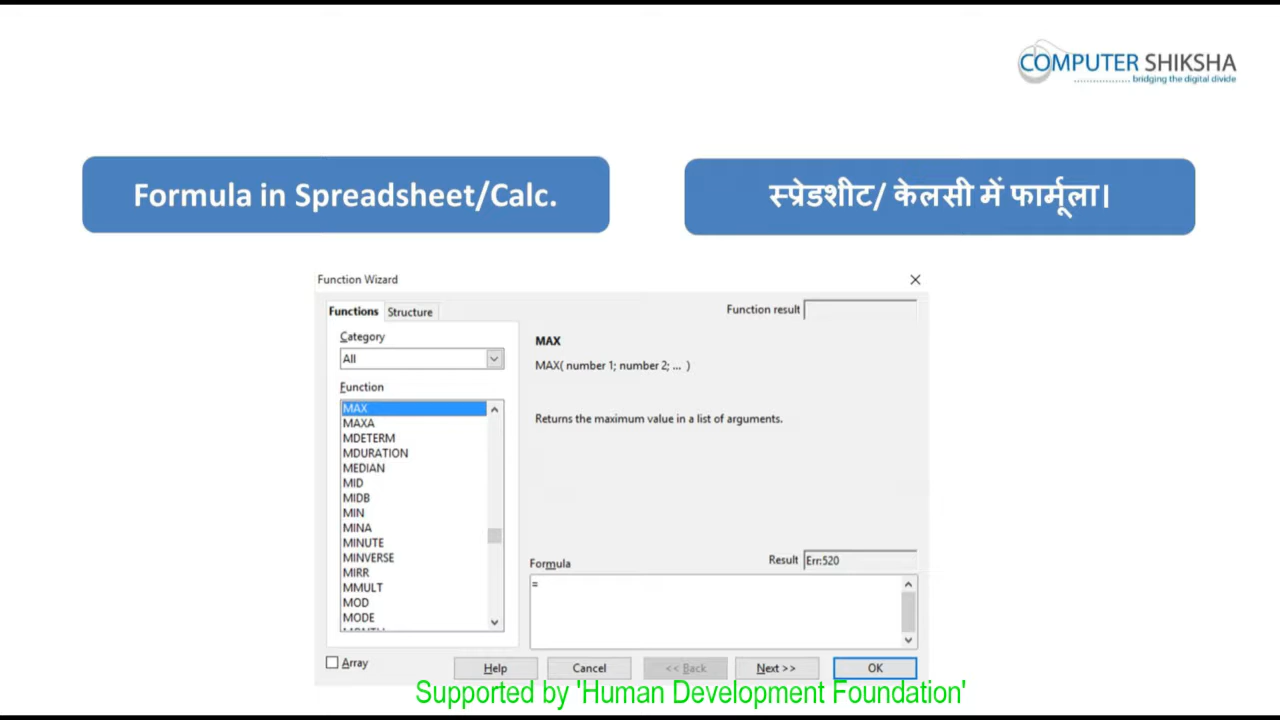 COMPUTER SHIKSHA
bridging the digital divide
Formula in Spreadsheet/Calc.
स्प्रेडशीट/ केलसी में फार्मूला।
Function Wizard
Functions Structure
Function result
Category
All
Function
MAX
MAXA
MDETERM
MDURATION
MEDIAN
MID
MIDB
MIN
MINA
MINUTE
MINVERSE
MIRR
MMULT
MOD
MODE
MAX
MAX( number 1; number 2; ... )
Returns the maximum value in a list of arguments.
Formula
Result Err:520
=
Array
Help Cancel << Back Next >> OK
Supported by 'Human Development Foundation'